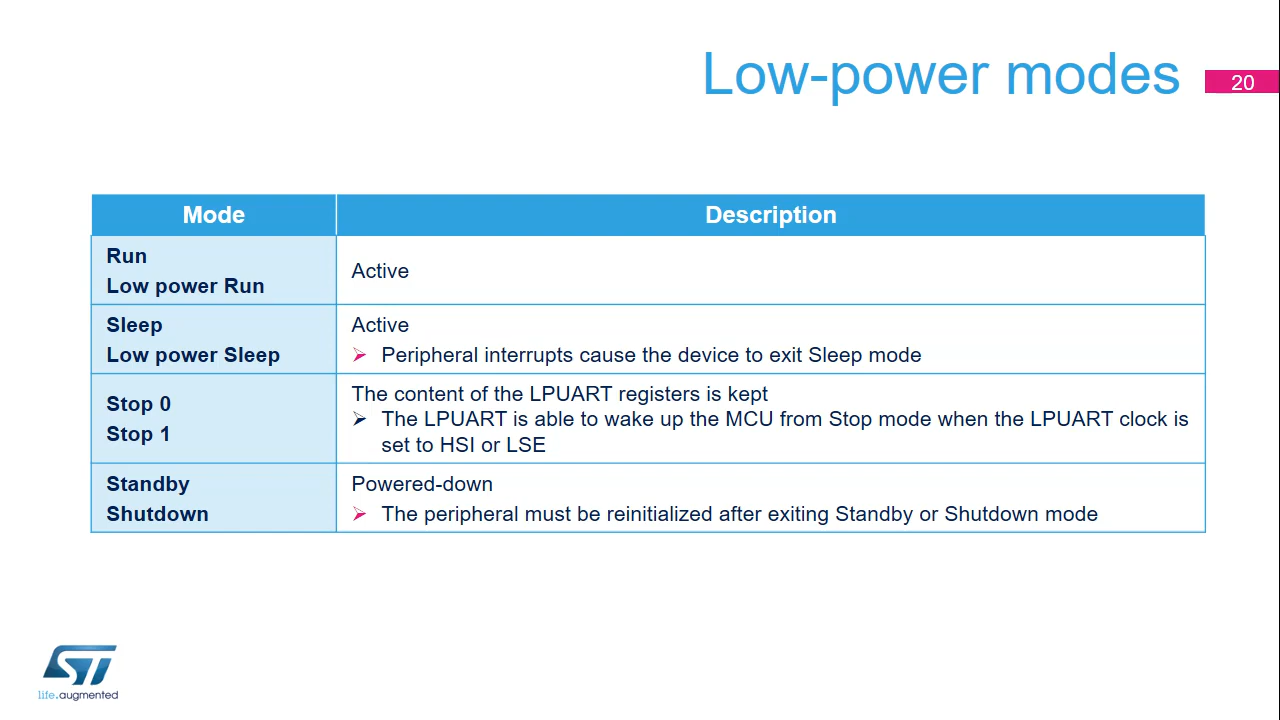 Low-power modes
20
Mode
Description
Run
Low power Run
Active
Sleep
Low power Sleep
Active
Peripheral interrupts cause the device to exit Sleep mode
Stop 0
Stop 1
The content of the LPUART registers is kept
The LPUART is able to wake up the MCU from Stop mode when the LPUART clock is
set to HSI or LSE
Standby
Shutdown
Powered-down
The peripheral must be reinitialized after exiting Standby or Shutdown mode
ST
life.augmented